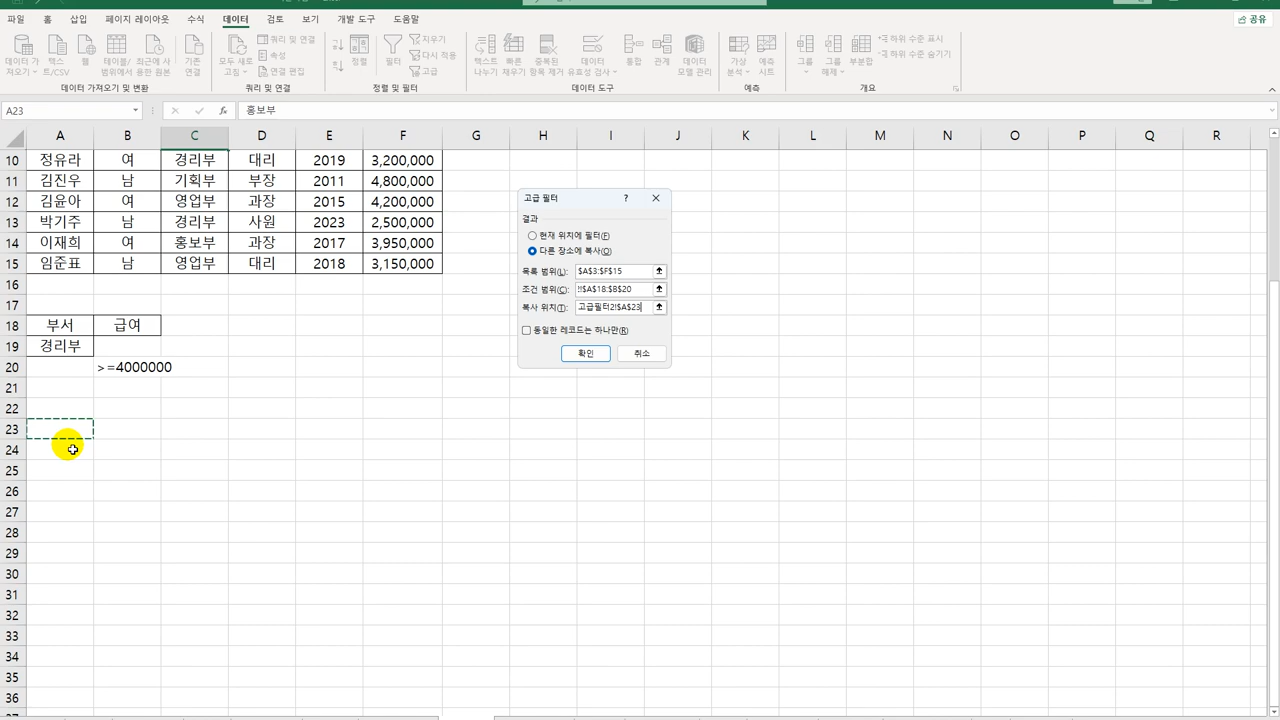 파일 홈 삽입 페이지 레이아웃 수식 데이터 검토 보기 개발 도구 도움말 공유
데이터 가져오기 텍스트/CSV 웹 테이블/범위에서 최근에 사용한 원본 기존 연결
모두 새로 고침 쿼리 및 연결 속성 연결 편집
정렬 필터 지우기 다시 적용 고급
텍스트 나누기 빠른 채우기 중복된 항목 제거 데이터 유효성 검사 통합 관계 데이터 모델 관리
가상 분석 예측 시트 그룹 그룹 해제 부분합 하위 수준 표시 하위 수준 숨기기
데이터 가져오기 및 변환 쿼리 및 연결 정렬 및 필터 데이터 도구 예측 개요
A23 fx 홍보부
A B C D E F G H I J K L M N O P Q R
10 정유라 여 경리부 대리 2019 3,200,000
11 김진우 남 기획부 부장 2011 4,800,000
12 김윤아 여 영업부 과장 2015 4,200,000
13 박기주 남 경리부 사원 2023 2,500,000
14 이재희 여 홍보부 과장 2017 3,950,000
15 임준표 남 영업부 대리 2018 3,150,000
16
17
18 부서 급여
19 경리부
20 >=4000000
21
22
23
24
25
26
27
28
29
30
31
32
33
34
35
36
고급 필터 ?
결과
현재 위치에 필터(F)
다른 장소에 복사(O)
목록 범위(L): $A$3:$F$15
조건 범위(C): !!$A$18:$B$20
복사 위치(T): 고급필터2!$A$23
동일한 레코드는 하나만(R)
확인 취소